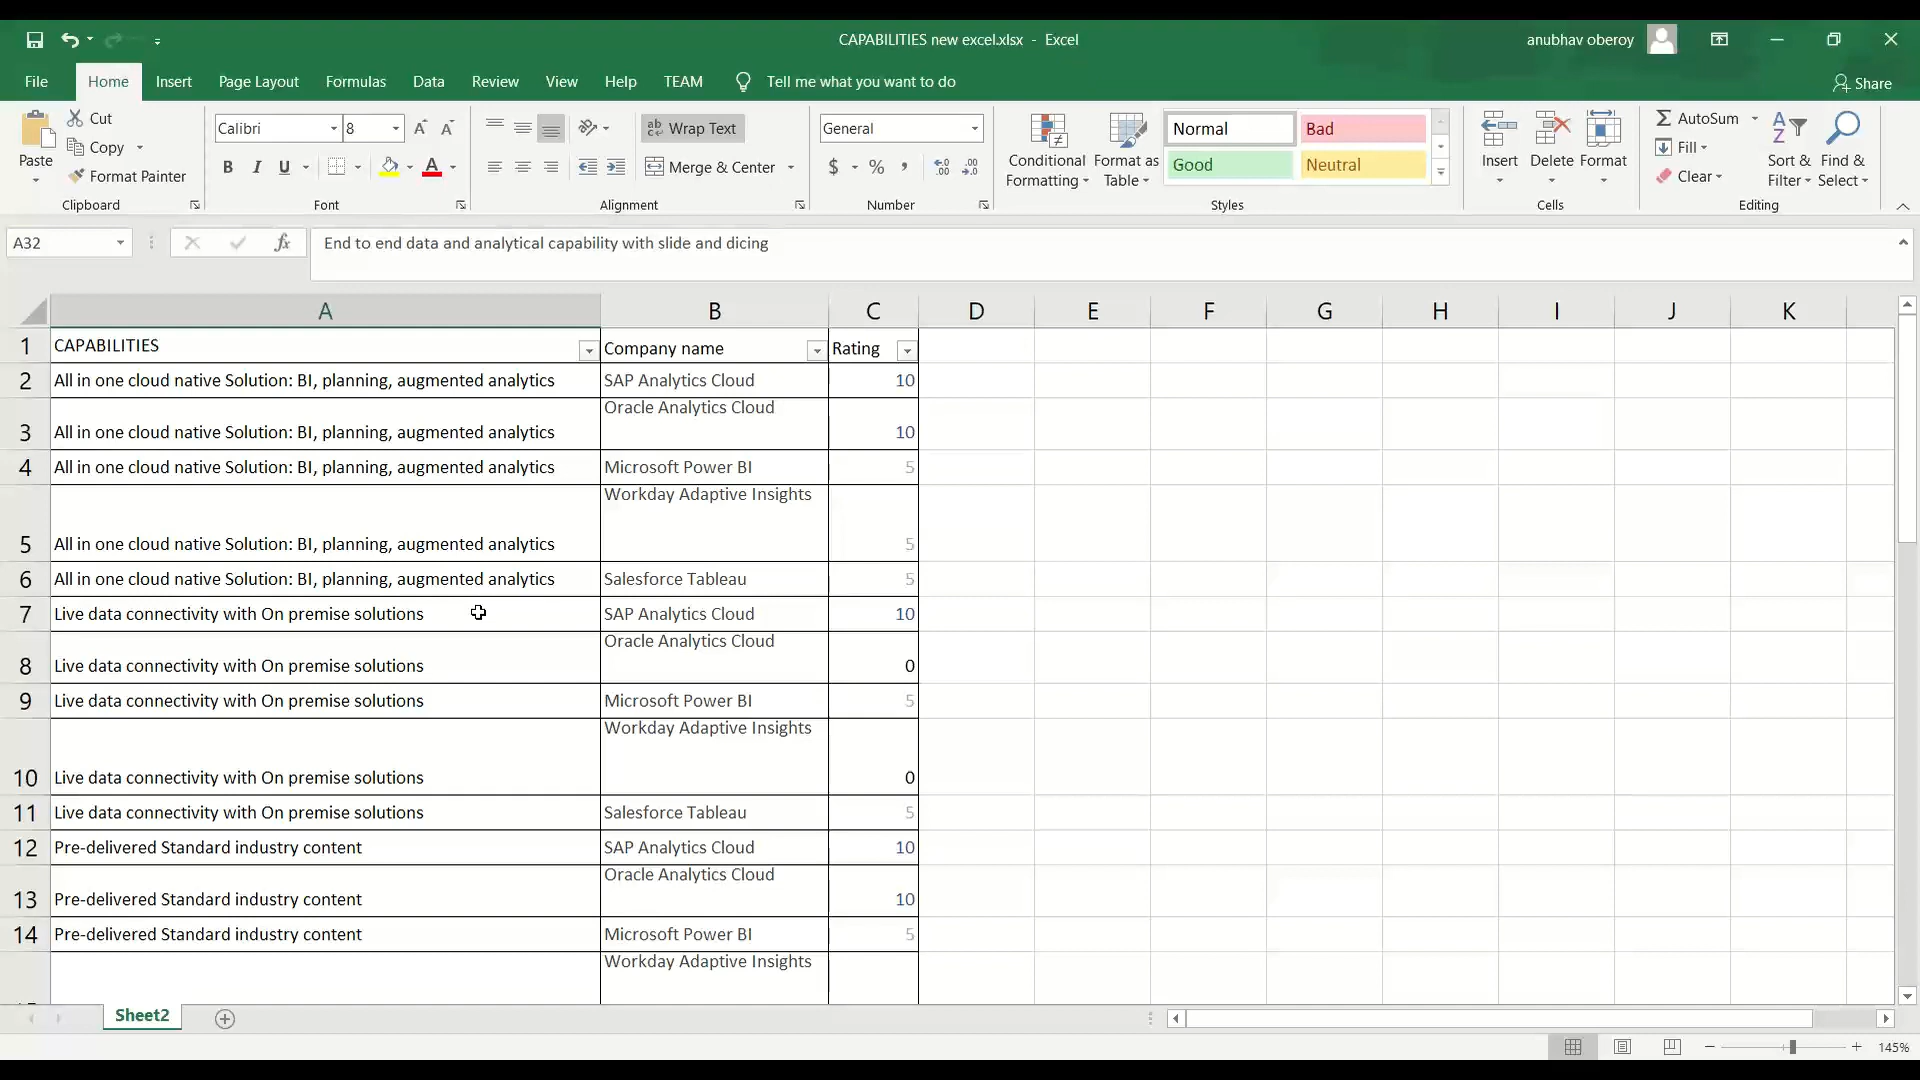 CAPABILITIES new excel.xlsx - Excel
anubhav oberoy
File Home Insert Page Layout Formulas Data Review View Help TEAM Tell me what you want to do
Share
Paste
Cut
Copy
Format Painter
Clipboard
Calibri 8
B I U
Font
Wrap Text
Merge & Center
Alignment
General
$ % ,
Number
Conditional Formatting
Format as Table
Normal Bad
Good Neutral
Styles
Insert Delete Format
Cells
AutoSum
Fill
Clear
Sort & Filter
Find & Select
Editing
A32 fx End to end data and analytical capability with slide and dicing
A B C D E F G H I J K
1 CAPABILITIES Company name Rating
2 All in one cloud native Solution: BI, planning, augmented analytics SAP Analytics Cloud 10
3 All in one cloud native Solution: BI, planning, augmented analytics Oracle Analytics Cloud 10
4 All in one cloud native Solution: BI, planning, augmented analytics Microsoft Power BI 5
5 All in one cloud native Solution: BI, planning, augmented analytics Workday Adaptive Insights 5
6 All in one cloud native Solution: BI, planning, augmented analytics Salesforce Tableau 5
7 Live data connectivity with On premise solutions SAP Analytics Cloud 10
8 Live data connectivity with On premise solutions Oracle Analytics Cloud 0
9 Live data connectivity with On premise solutions Microsoft Power BI 5
10 Live data connectivity with On premise solutions Workday Adaptive Insights 0
11 Live data connectivity with On premise solutions Salesforce Tableau 5
12 Pre-delivered Standard industry content SAP Analytics Cloud 10
13 Pre-delivered Standard industry content Oracle Analytics Cloud 10
14 Pre-delivered Standard industry content Microsoft Power BI 5
Workday Adaptive Insights
Sheet2
145%